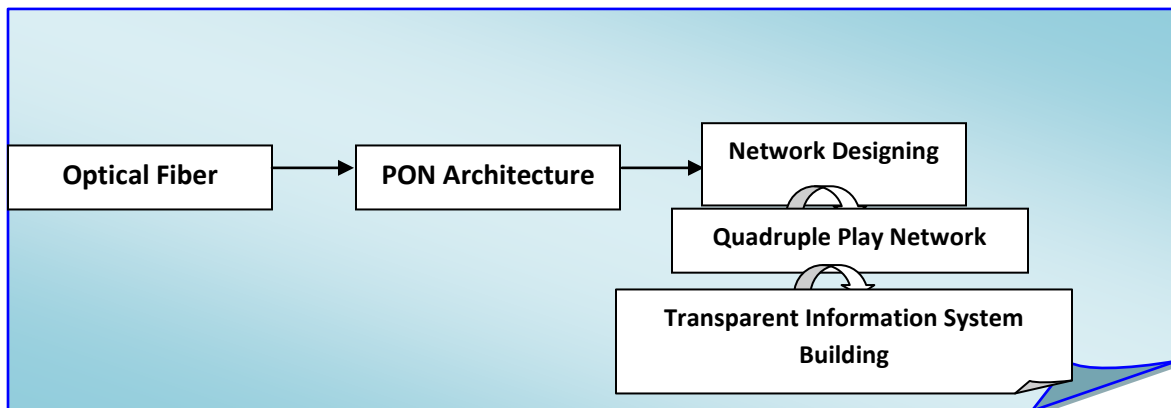 Optical Fiber
PON Architecture
Network Designing
Quadruple Play Network
Transparent Information System
Building